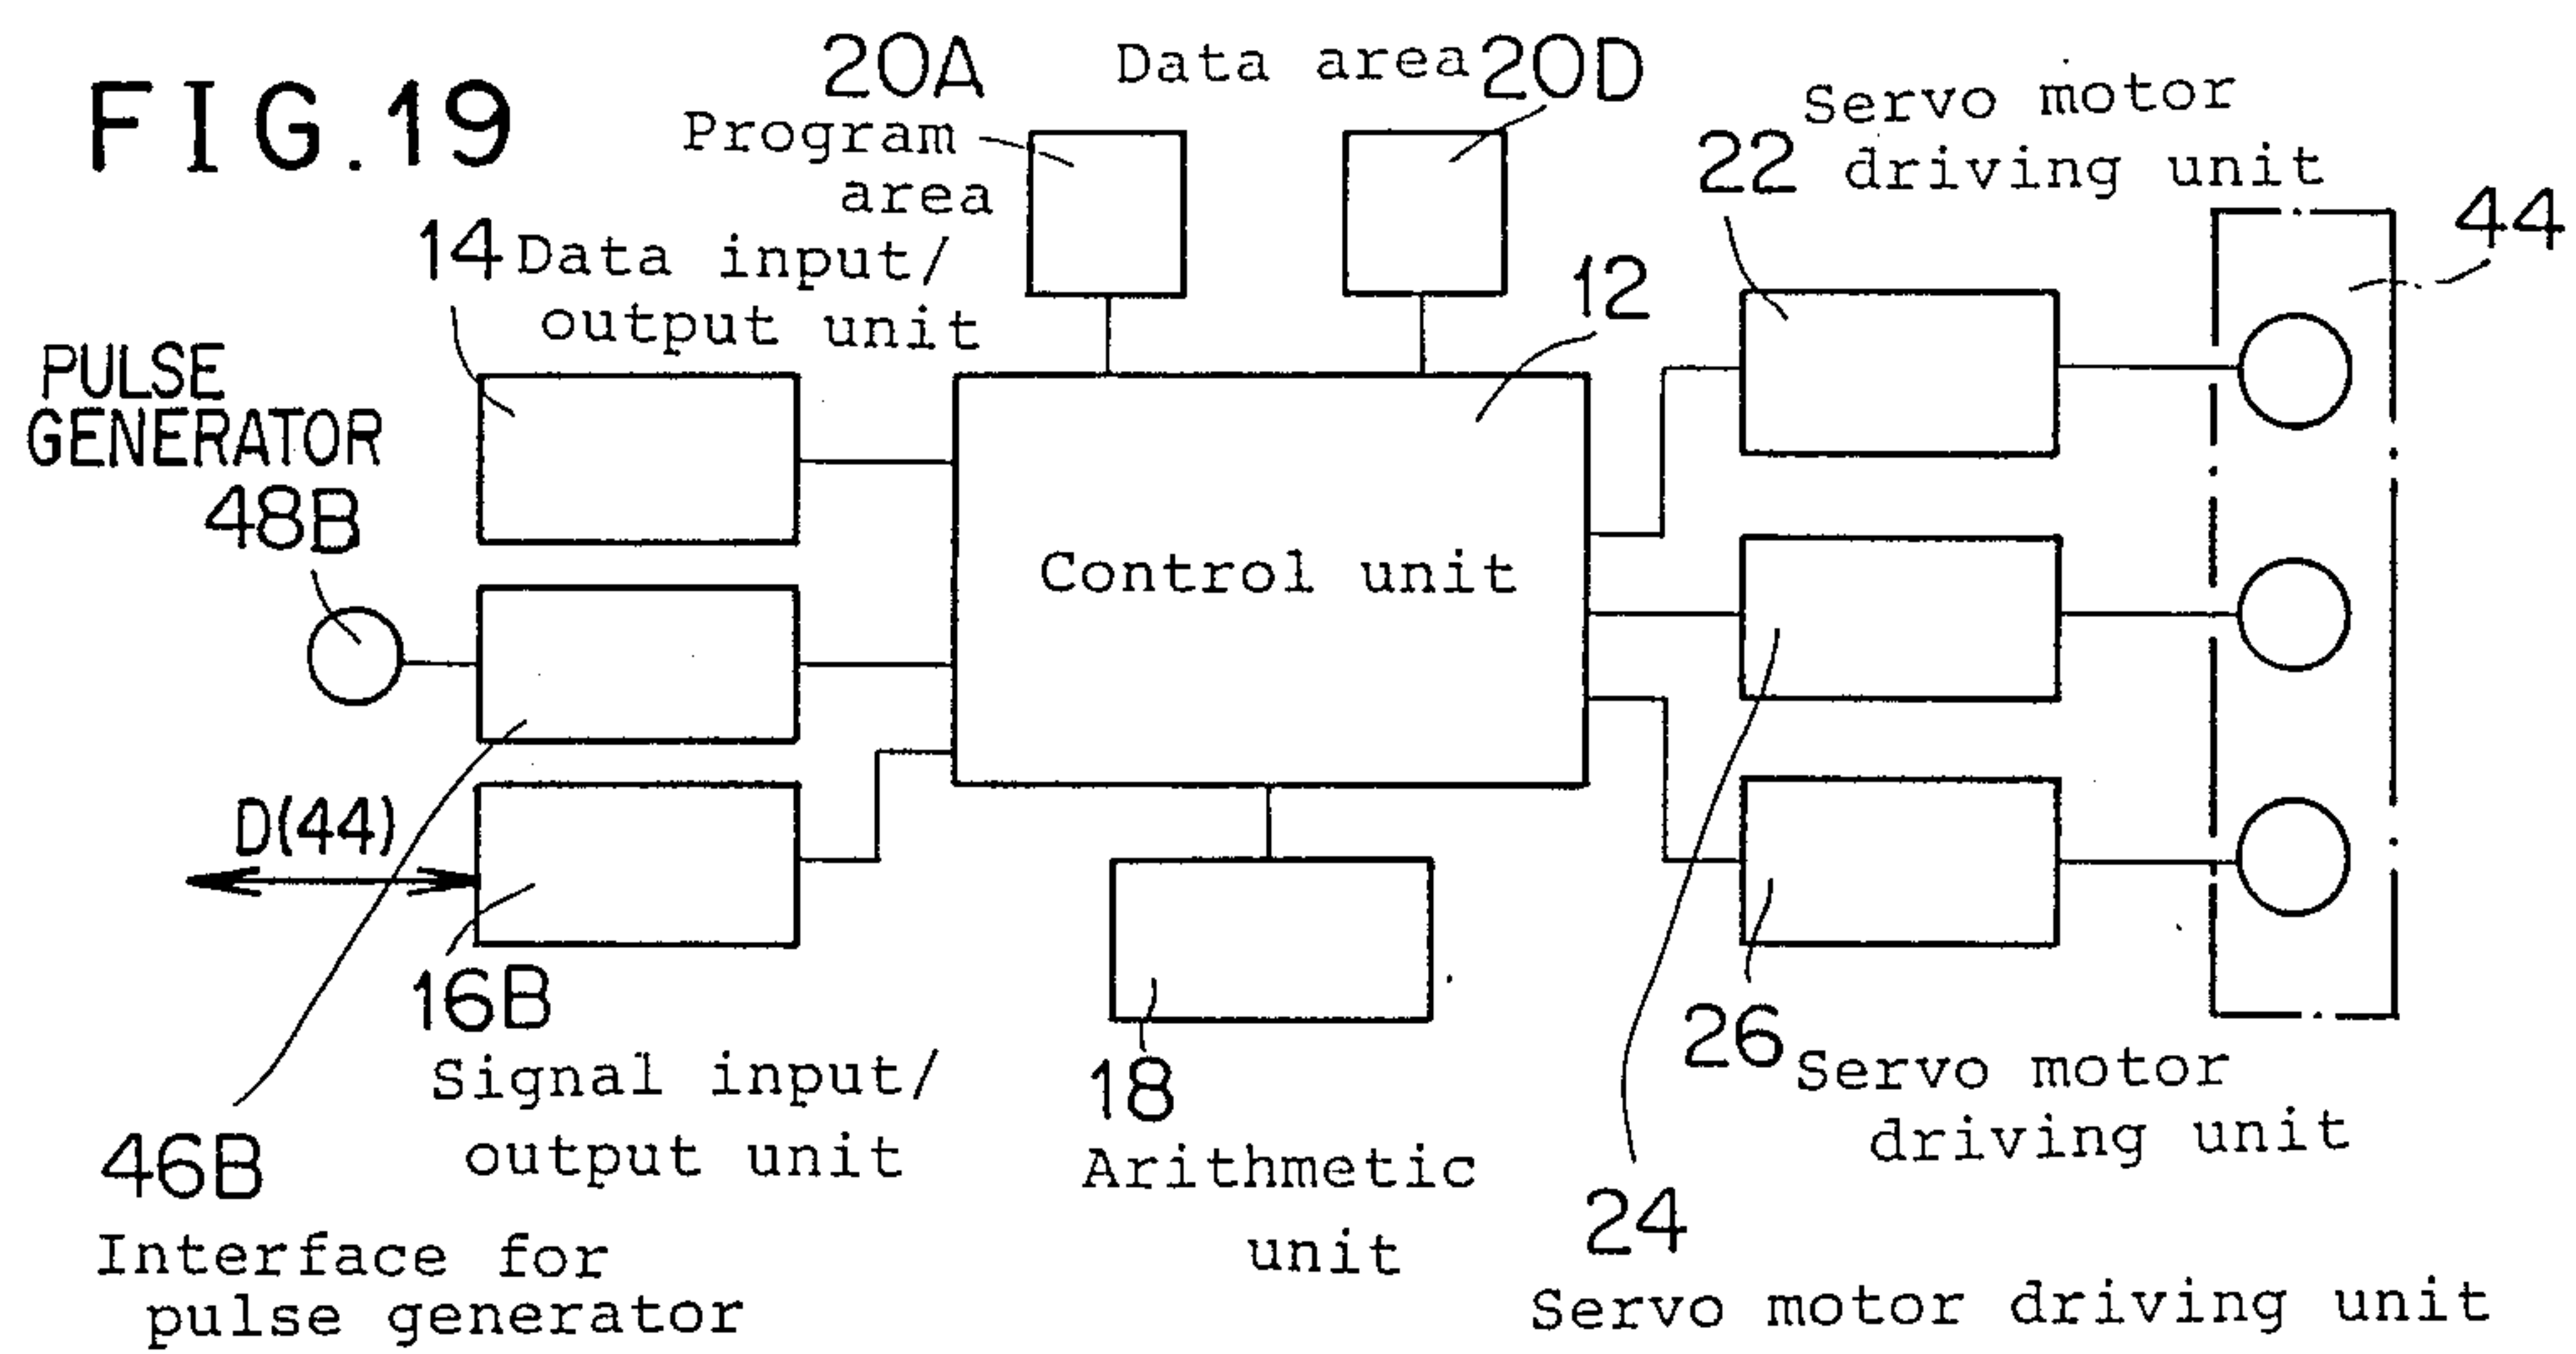 FIG.19
20A
Program
area
Data area 20D
Servo motor
22 driving unit
44
14 Data input/
output unit
12
PULSE
GENERATOR
48B
Control unit
D(44)
16B
Signal input/
output unit
46B
Interface for
pulse generator
18
Arithmetic
unit
26 Servo motor
driving unit
24
Servo motor driving unit